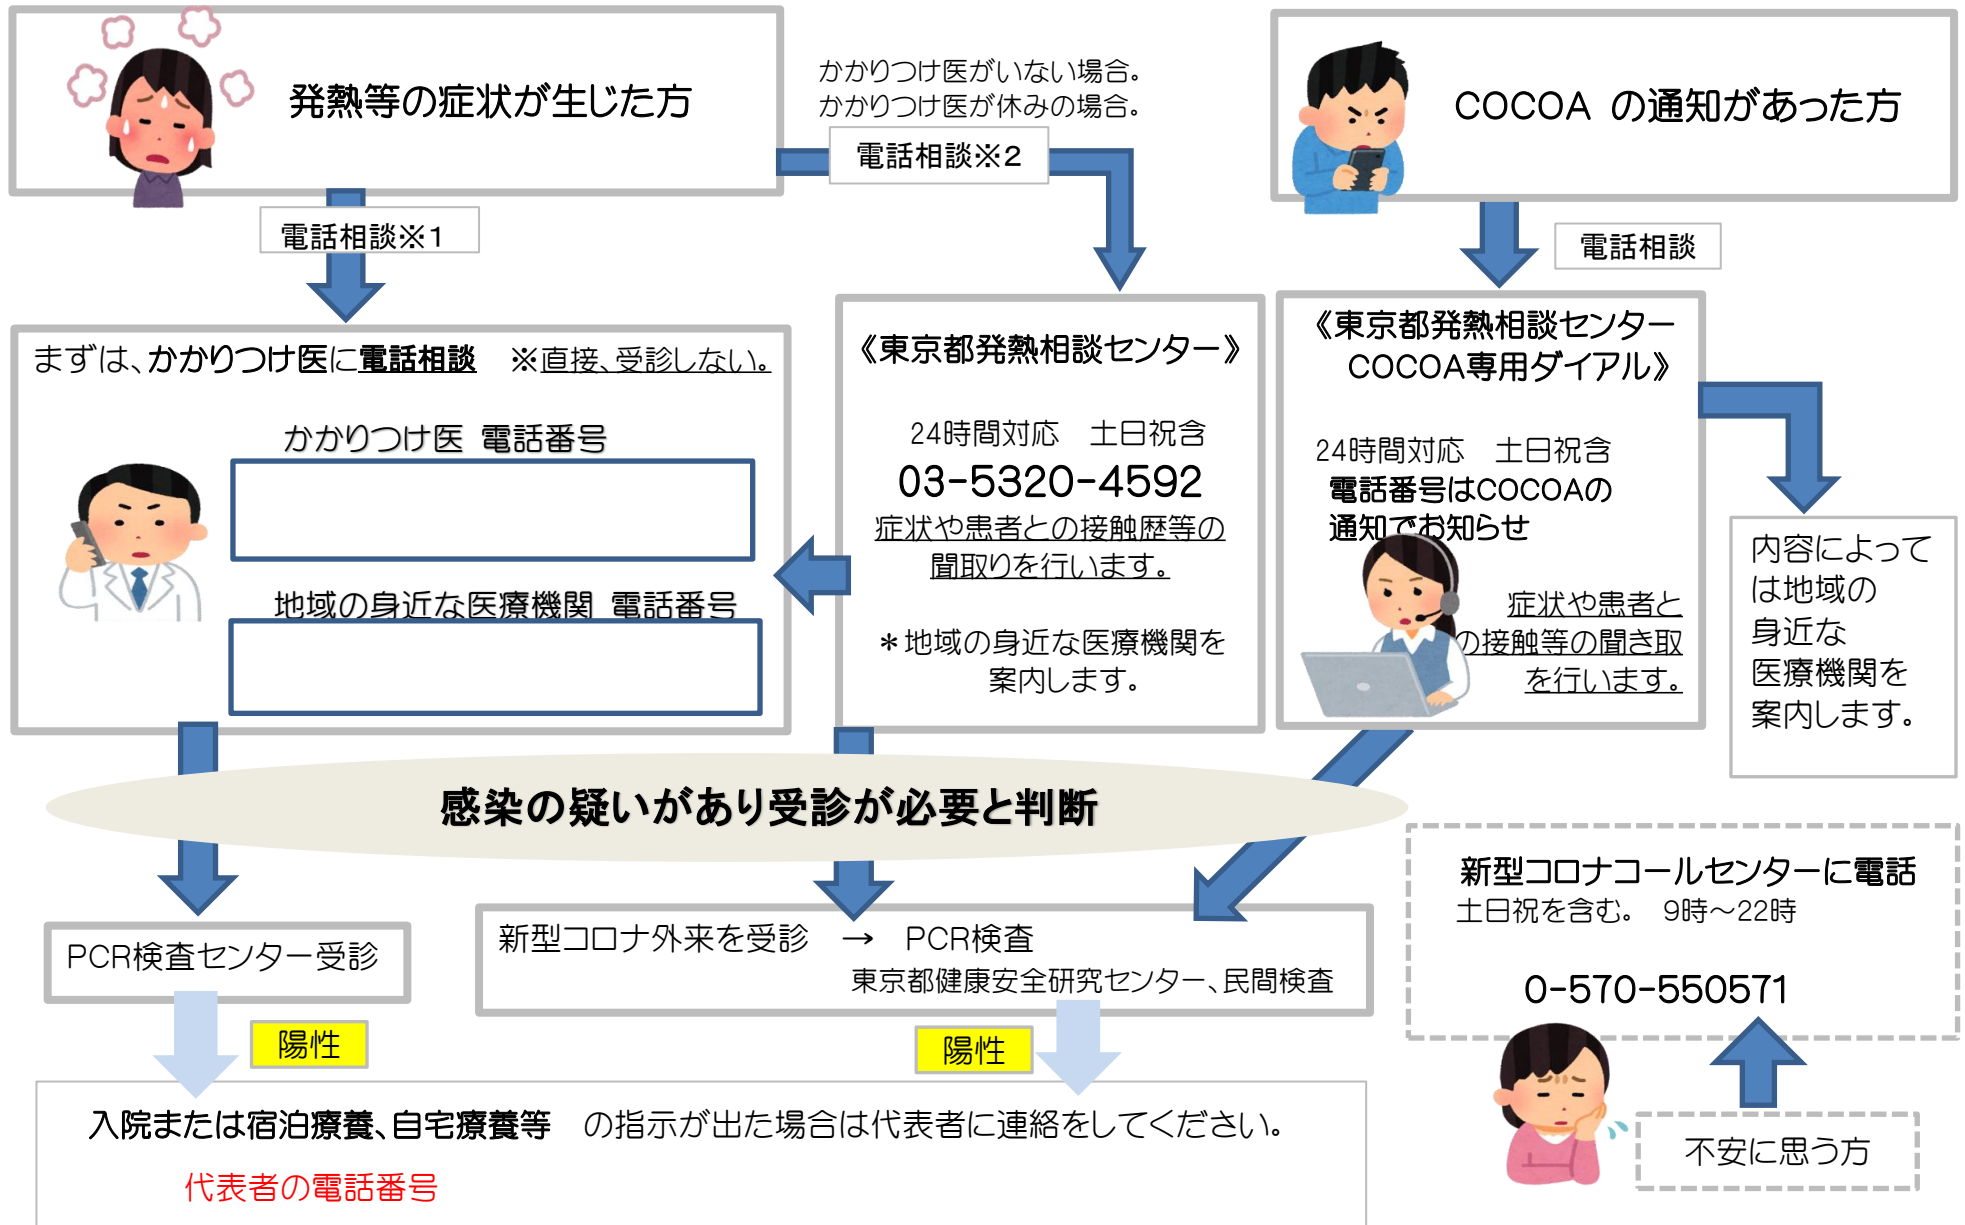 発熱等の症状が生じた方
かかりつけ医がいない場合。
かかりつけ医が休みの場合。
電話相談※2
COCOA の通知があった方
電話相談※1
電話相談
まずは、かかりつけ医に電話相談　※直接、受診しない。
かかりつけ医 電話番号
地域の身近な医療機関 電話番号
《東京都発熱相談センター》
24時間対応　土日祝含
03-5320-4592
症状や患者との接触歴等の
聞取りを行います。
＊地域の身近な医療機関を
案内します。
《東京都発熱相談センター
COCOA専用ダイアル》
24時間対応　土日祝含
電話番号はCOCOAの
通知でお知らせ
症状や患者と
の接触等の聞き取
を行います。
内容によって
は地域の
身近な
医療機関を
案内します。
感染の疑いがあり受診が必要と判断
PCR検査センター受診
新型コロナ外来を受診　→　PCR検査
東京都健康安全研究センター、民間検査
新型コロナコールセンターに電話
土日祝を含む。　9時～22時
0-570-550571
陽性
陽性
不安に思う方
入院または宿泊療養、自宅療養等　の指示が出た場合は代表者に連絡をしてください。
代表者の電話番号